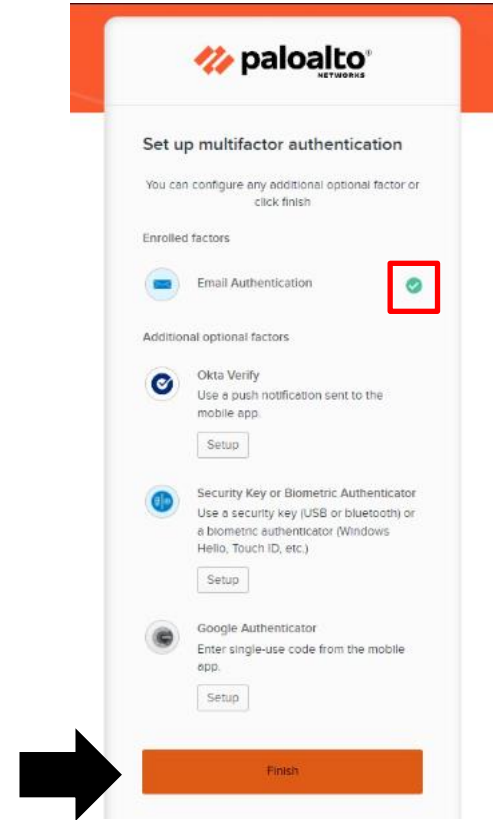 paloalto®
NETWORKS
Set up multifactor authentication
You can configure any additional optional factor or
click finish
Enrolled factors
Email Authentication
Additional optional factors
Okta Verify
Use a push notification sent to the
mobile app.
Setup
Security Key or Biometric Authenticator
Use a security key (USB or bluetooth) or
a biometric authenticator (Windows
Hello, Touch ID, etc.)
Setup
Google Authenticator
Enter single-use code from the mobile
app.
Setup
Finish